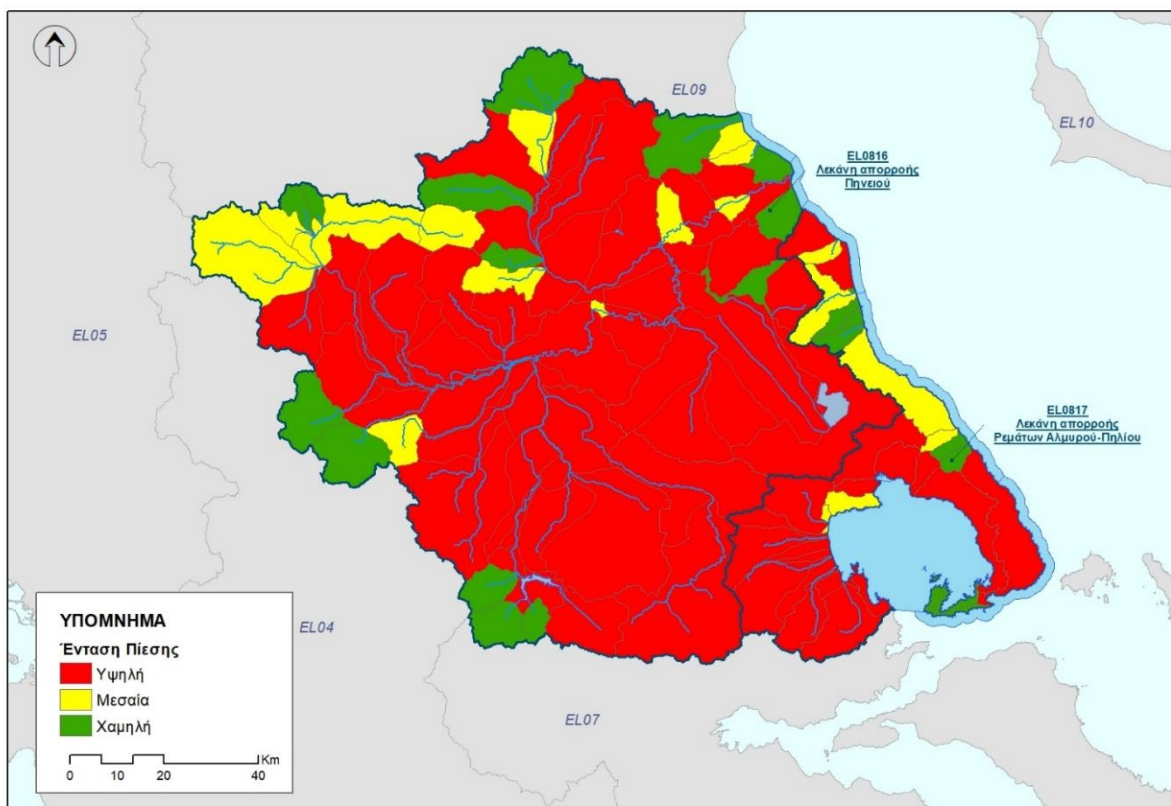 EL09
EL10
EL0816
Λεκάνη απορροής
Πηνειού
EL05
EL0817
Λεκάνη απορροής
Ρεμάτων Αλμυρού-Πηλίου
ΥΠΟΜΝΗΜΑ
Ένταση Πίεσης
Υψηλή
Μεσαία
Χαμηλή
Km
0 10 20 40
EL04
EL07